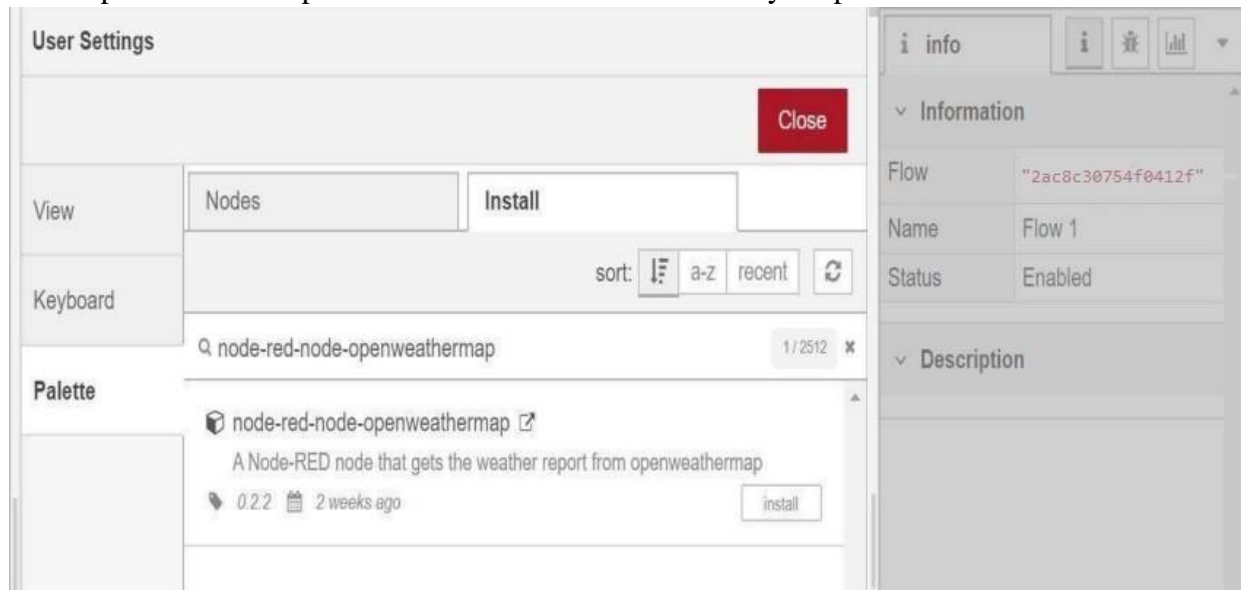 User Settings
Close
View
Keyboard
Palette
Nodes
Install
sort: a-z recent
node-red-node-openweathermap
1 / 2512
node-red-node-openweathermap
A Node-RED node that gets the weather report from openweathermap
0.2.2 2 weeks ago
install
i info
Information
Flow "2ac8c30754f0412f"
Name Flow 1
Status Enabled
Description